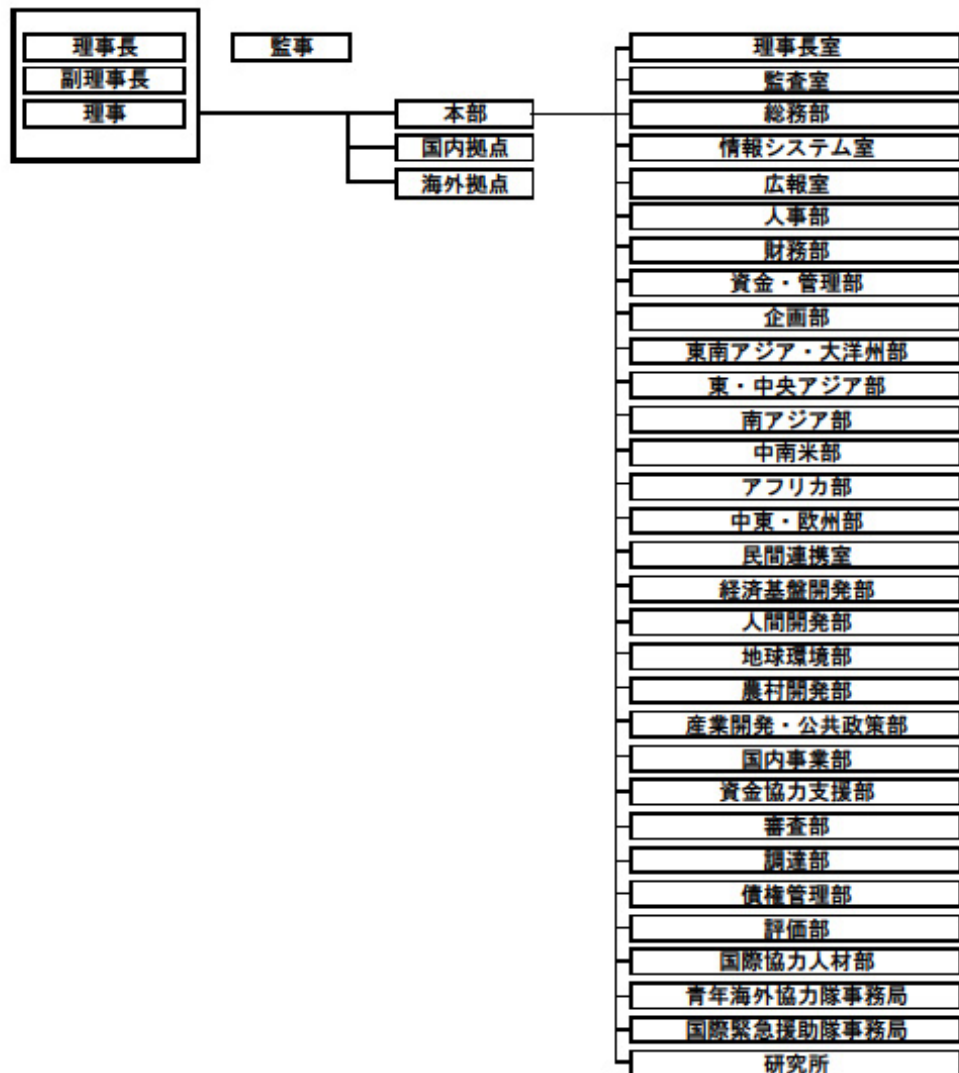 理事長
副理事長
理事
監事
本部
国内拠点
海外拠点
理事長室
監査室
総務部
情報システム室
広報室
人事部
財務部
資金・管理部
企画部
東南アジア・大洋州部
東・中央アジア部
南アジア部
中南米部
アフリカ部
中東・欧州部
民間連携室
経済基盤開発部
人間開発部
地球環境部
農村開発部
産業開発・公共政策部
国内事業部
資金協力支援部
審査部
調達部
債権管理部
評価部
国際協力人材部
青年海外協力隊事務局
国際緊急援助隊事務局
研究所